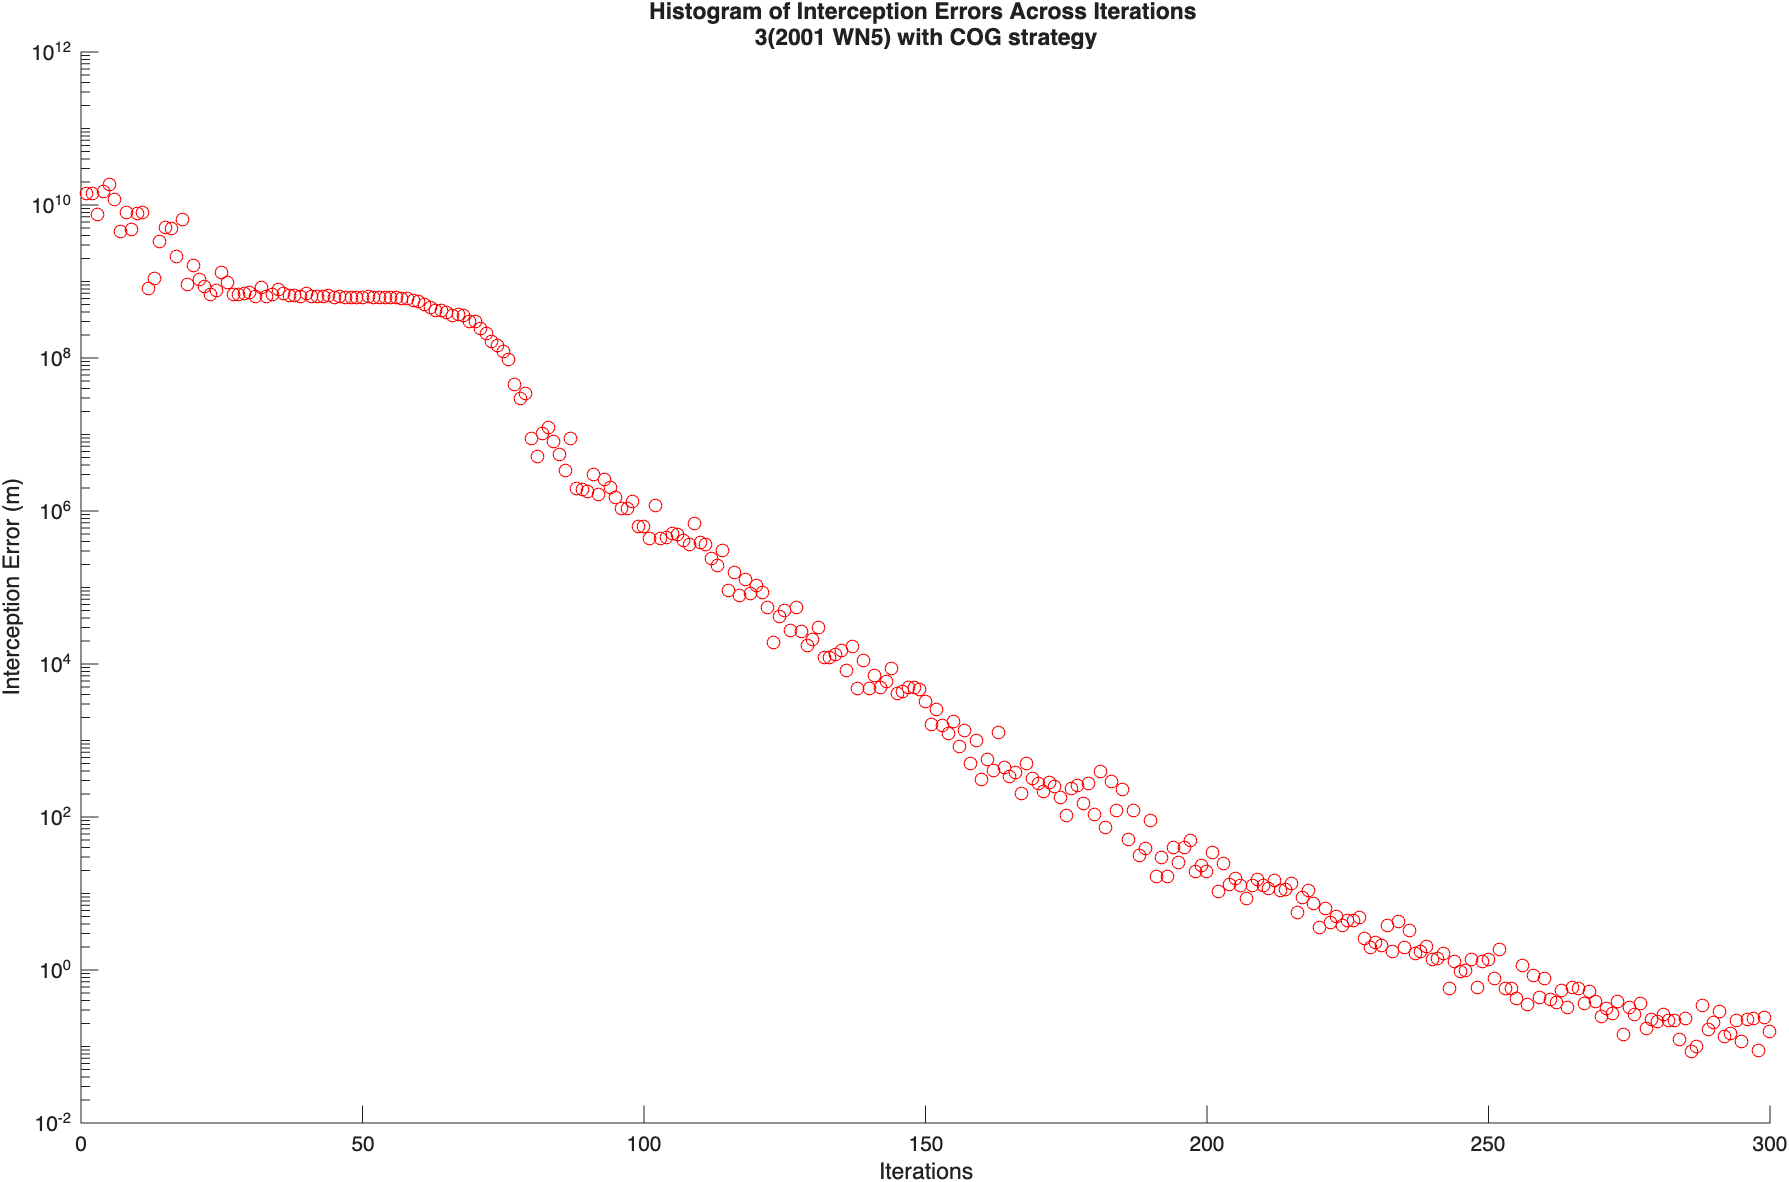 Histogram of Interception Errors Across Iterations
3(2001 WN5) with COG strategy
Interception Error (m)
10^12
10^10
10^8
10^6
10^4
10^2
10^0
10^-2
0 50 100 150 200 250 300
Iterations